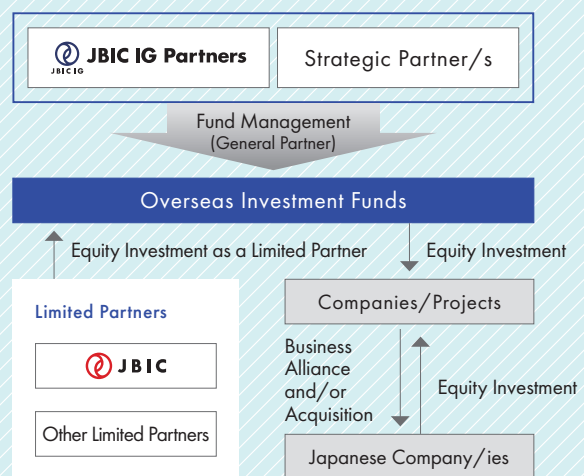 JBIC IG
JBIC IG Partners
Strategic Partner/s
Fund Management
(General Partner)
Overseas Investment Funds
Equity Investment as a Limited Partner
Equity Investment
Limited Partners
JBIC
Other Limited Partners
Companies/Projects
Business
Alliance
and/or
Acquisition
Equity Investment
Japanese Company/ies